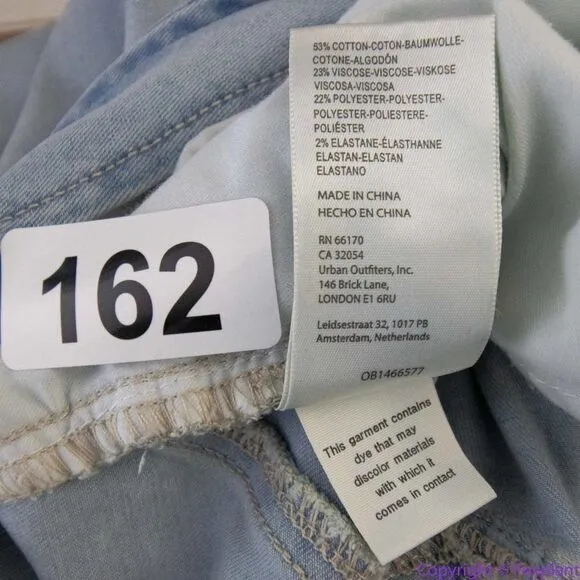 53% COTTON-COTON-BAUMWOLLE-
COTONE-ALGODÓN
23% VISCOSE-VISCOSE-VISKOSE
VISCOSA-VISCOSA
22% POLYESTER-POLYESTER-
POLYESTER-POLIESTERE-
POLIÉSTER
2% ELASTANE-ÉLASTHANNE
ELASTAN-ELASTAN
ELASTANO
MADE IN CHINA
HECHO EN CHINA
RN 66170
CA 32054
Urban Outfitters, Inc.
146 Brick Lane,
LONDON E1 6RU
Leidsestraat 32, 1017 PB
Amsterdam, Netherlands
OB1466577
162
This garment contains
dye that may
discolor materials
with which it
comes in contact
Copyright